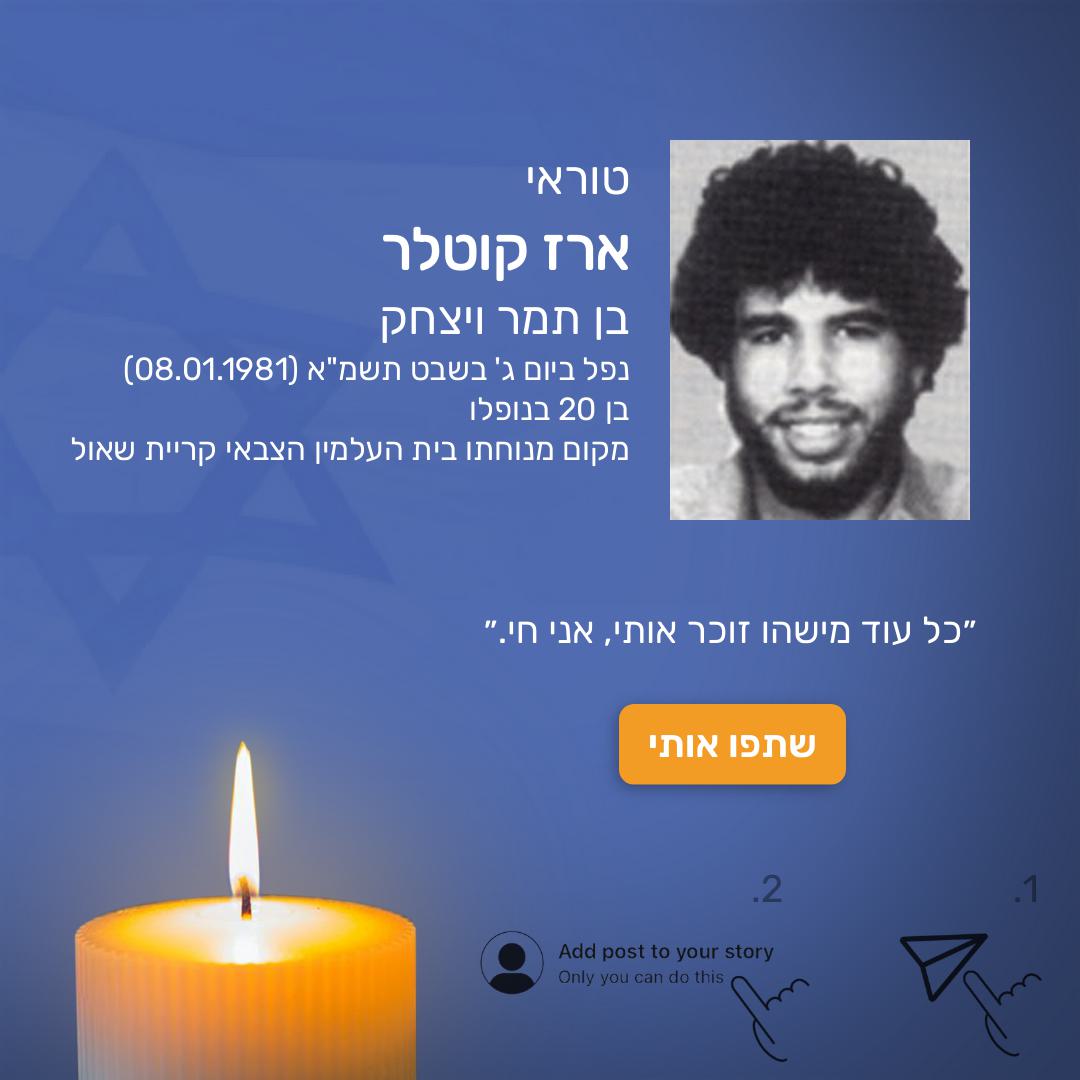 טוראי
ארז קוטלר
בן תמר ויצחק
נפל ביום ג' בשבט תשמ"א (08.01.1981)
בן 20 בנופלו
מקום מנוחתו בית העלמין הצבאי קריית שאול
"כל עוד מישהו זוכר אותי, אני חי."
שתפו אותי
1.
2.
Add post to your story
Only you can do this